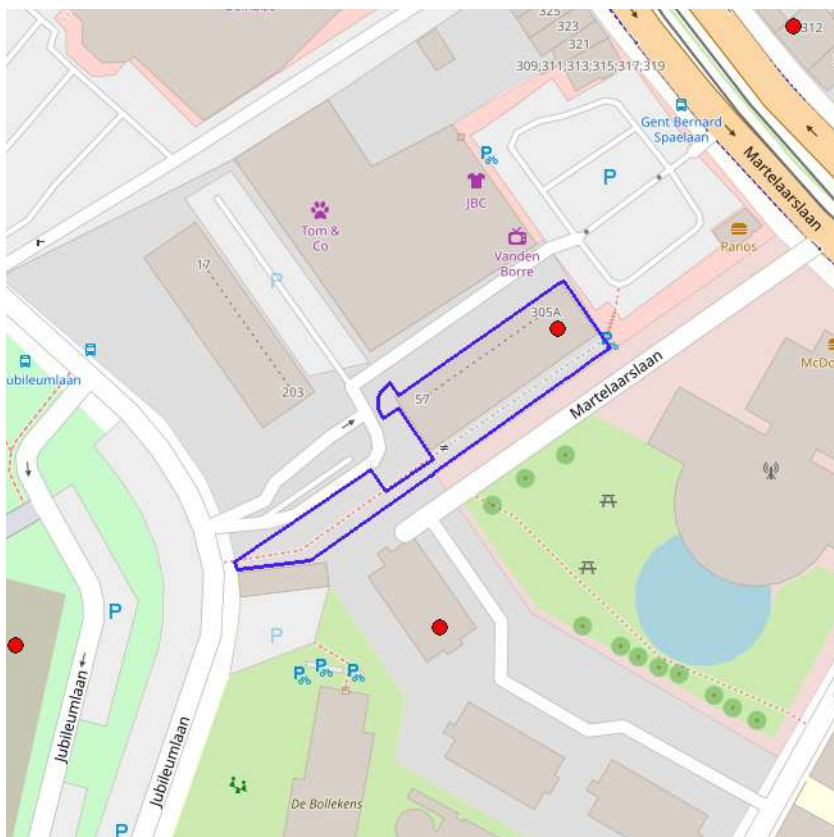 325
323
321
309;311;313;315;317;319
312
Gent Bernard
Spaelaan
Martelaarslaan
P
JBC
Tom &
Co
Vanden
Borre
Panos
17
P
305A
203
57
Martelaarslaan
McDo
Jubileumlaan
P
P
Jubileumlaan
Jubileumlaan
De Bollekens
P
P
P
P
P
P